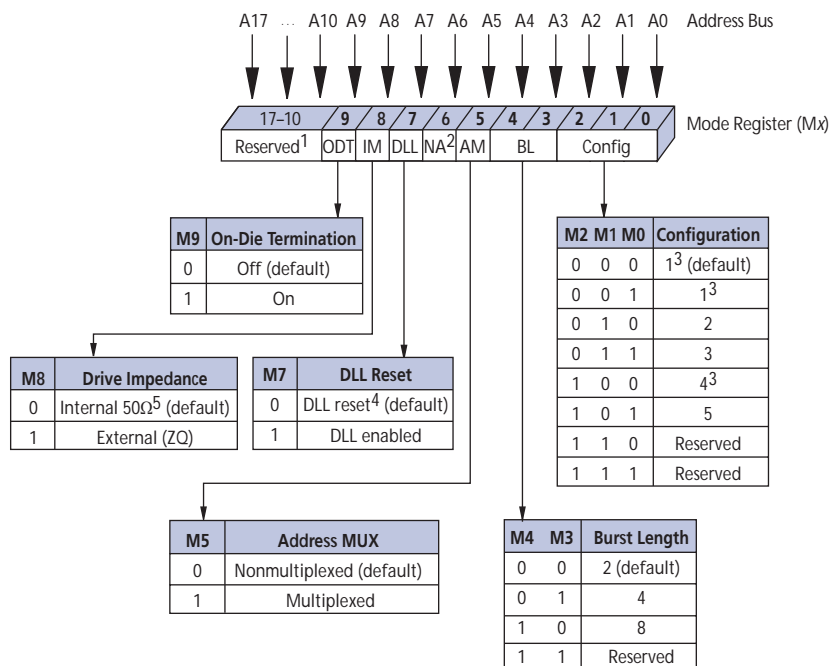 A17 ... A10 A9 A8 A7 A6 A5 A4 A3 A2 A1 A0 Address Bus
17–10 9 8 7 6 5 4 3 2 1 0 Mode Register (Mx)
Reserved1 ODT IM DLL NA2 AM BL Config
M9 On-Die Termination
0 Off (default)
1 On
M2 M1 M0 Configuration
0 0 0 13 (default)
0 0 1 13
0 1 0 2
0 1 1 3
1 0 0 43
1 0 1 5
1 1 0 Reserved
1 1 1 Reserved
M8 Drive Impedance
0 Internal 50Ω5 (default)
1 External (ZQ)
M7 DLL Reset
0 DLL reset4 (default)
1 DLL enabled
M5 Address MUX
0 Nonmultiplexed (default)
1 Multiplexed
M4 M3 Burst Length
0 0 2 (default)
0 1 4
1 0 8
1 1 Reserved